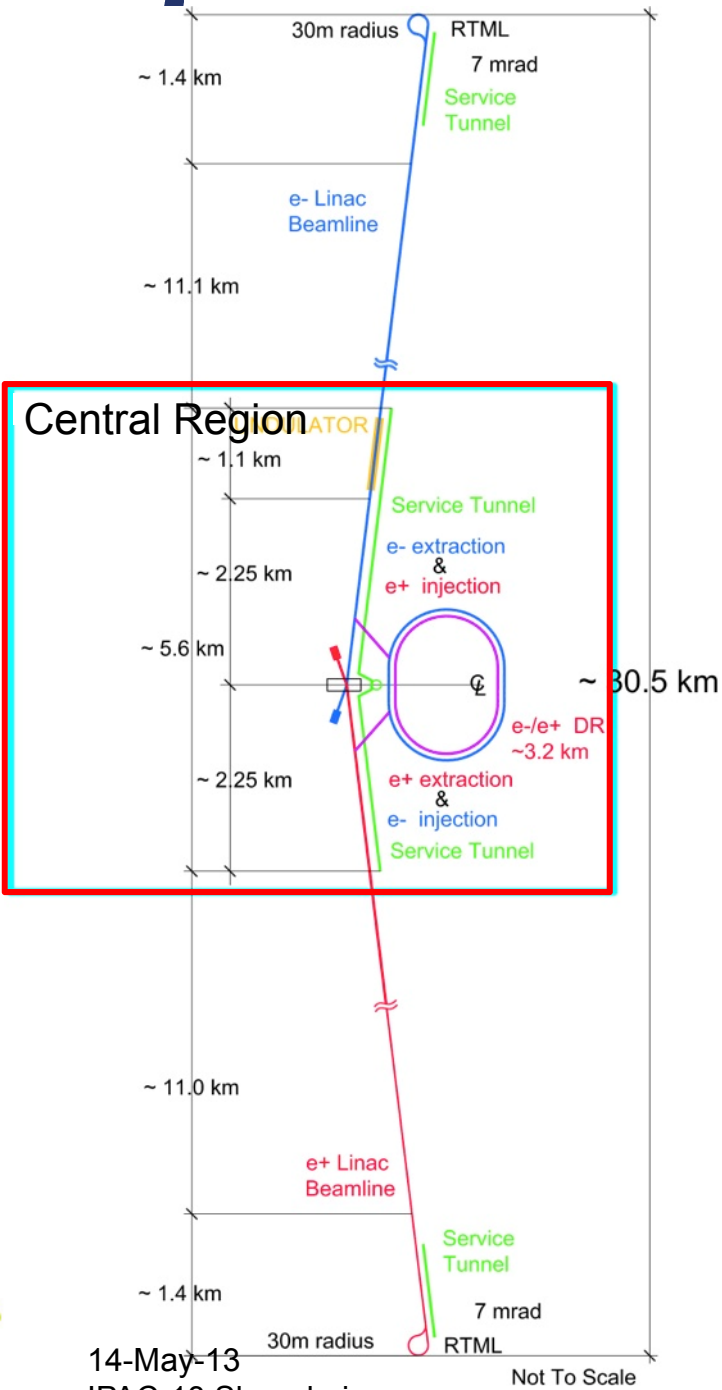 30m radius
RTML
7 mrad
~ 1.4 km
Service
Tunnel
e- Linac
Beamline
~ 11.1 km
Central Region
~ 1.1 km
Service Tunnel
e- extraction
&
e+ injection
~ 2.25 km
~ 5.6 km
~ 30.5 km
e-/e+ DR
~3.2 km
~ 2.25 km
e+ extraction
&
e- injection
Service Tunnel
~ 11.0 km
e+ Linac
Beamline
Service
Tunnel
~ 1.4 km
7 mrad
30m radius
RTML
14-May-13
Not To Scale